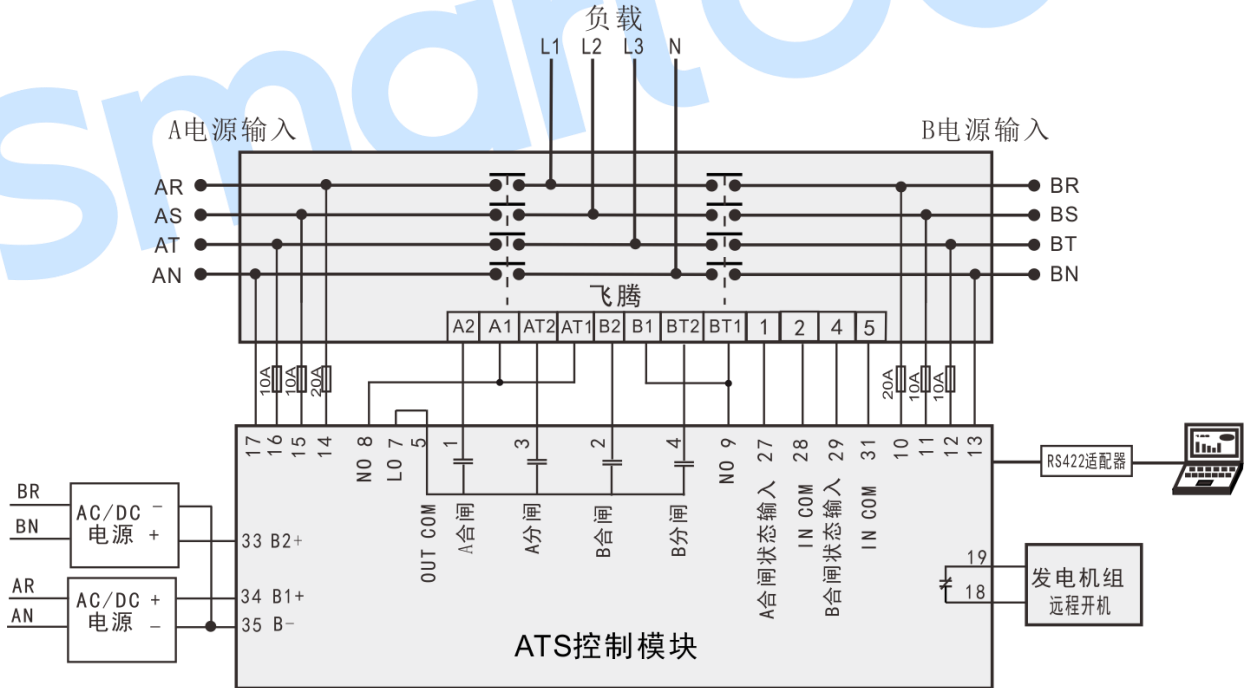 smart
负载
L1 L2 L3 N
A电源输入 B电源输入
AR BR
AS BS
AT BT
AN BN
飞腾
A2 A1 AT2 AT1 B2 B1 BT2 BT1 1 2 4 5
10A 10A 20A 20A 10A 10A
17 16 15 14 NO 8 LO 7 5 1 3 2 4 NO 9 27 28 29 31 10 11 12 13
OUT COM A合闸 A分闸 B合闸 B分闸 A合闸状态输入 IN COM B合闸状态输入 IN COM
RS422适配器
BR
BN
AC/DC -
电源 +
33 B2+
AR
AN
AC/DC +
电源 -
34 B1+
35 B-
19
18
发电机组
远程开机
ATS控制模块